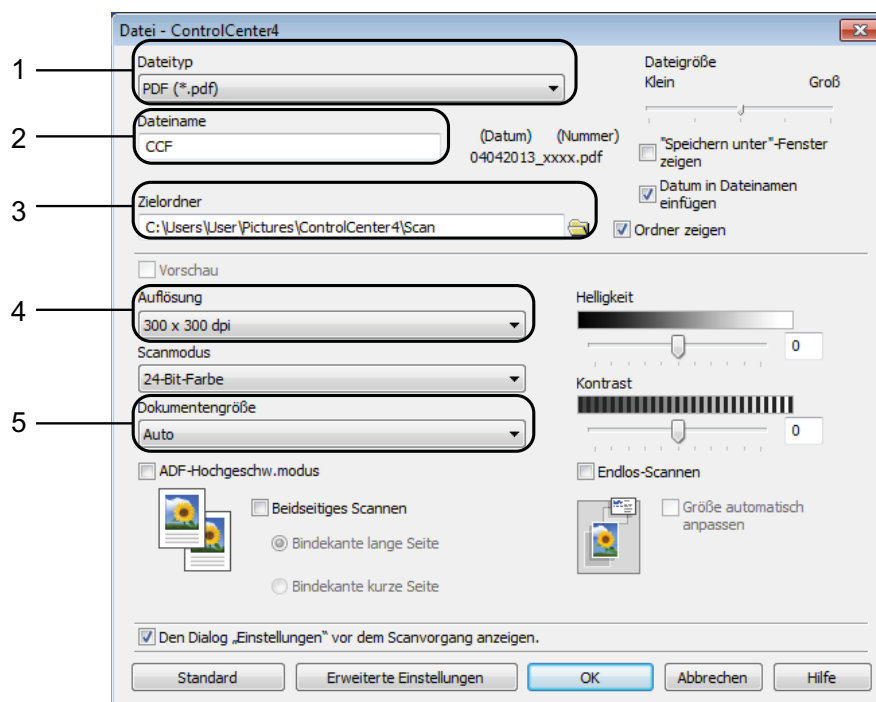 Datei - ControlCenter4
1
Dateityp
PDF (*.pdf)
Dateigröße
Klein Groß
2
Dateiname
CCF
(Datum) (Nummer)
04042013_xxxx.pdf
"Speichern unter"-Fenster
zeigen
Datum in Dateinamen
einfügen
3
Zielordner
C:\Users\User\Pictures\ControlCenter4\Scan
Ordner zeigen
Vorschau
4
Auflösung
300 x 300 dpi
Helligkeit
0
Scanmodus
24-Bit-Farbe
Kontrast
0
5
Dokumentengröße
Auto
ADF-Hochgeschw.modus
Endlos-Scannen
Beidseitiges Scannen
Größe automatisch
anpassen
Bindekante lange Seite
Bindekante kurze Seite
Den Dialog „Einstellungen“ vor dem Scanvorgang anzeigen.
Standard Erweiterte Einstellungen OK Abbrechen Hilfe